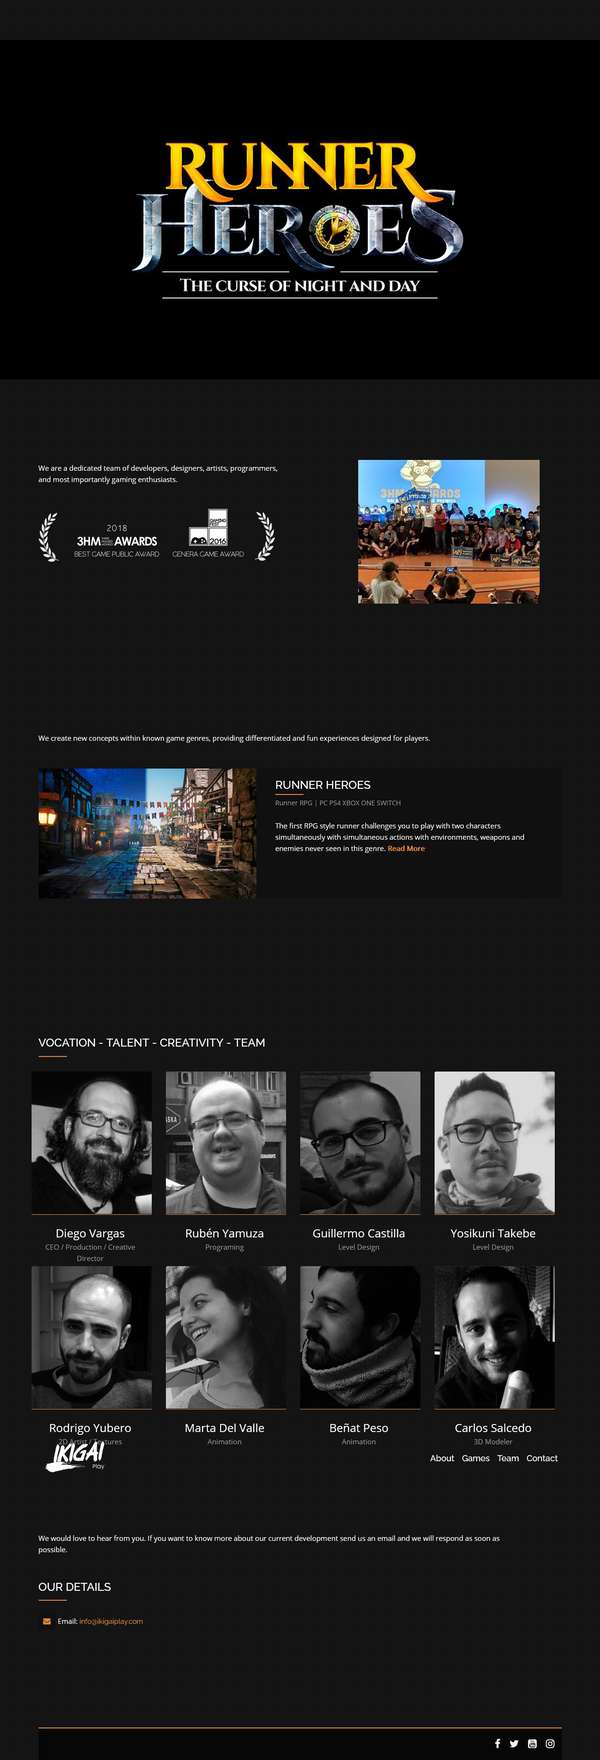 RUNNER
HEROES
THE CURSE OF NIGHT AND DAY
We are a dedicated team of developers, designers, artists, programmers,
and most importantly gaming enthusiasts.
2018
3HM AWARDS
BEST GAME PUBLIC AWARD
GAMING
2016
GENERA GAME AWARD
We create new concepts within known game genres, providing differentiated and fun experiences designed for players.
RUNNER HEROES
Runner RPG | PC PS4 XBOX ONE SWITCH
The first RPG style runner challenges you to play with two characters
simultaneously with simultaneous actions with environments, weapons and
enemies never seen in this genre. Read More
VOCATION - TALENT - CREATIVITY - TEAM
Diego Vargas
CEO / Production / Creative
Director
Rubén Yamuza
Programing
Guillermo Castilla
Level Design
Yosikuni Takebe
Level Design
Rodrigo Yubero
2D Artist / Textures
Marta Del Valle
Animation
Beñat Peso
Animation
Carlos Salcedo
3D Modeler
IKIGAI
Play
About Games Team Contact
We would love to hear from you. If you want to know more about our current development send us an email and we will respond as soon as
possible.
OUR DETAILS
Email: info@ikigaiplay.com